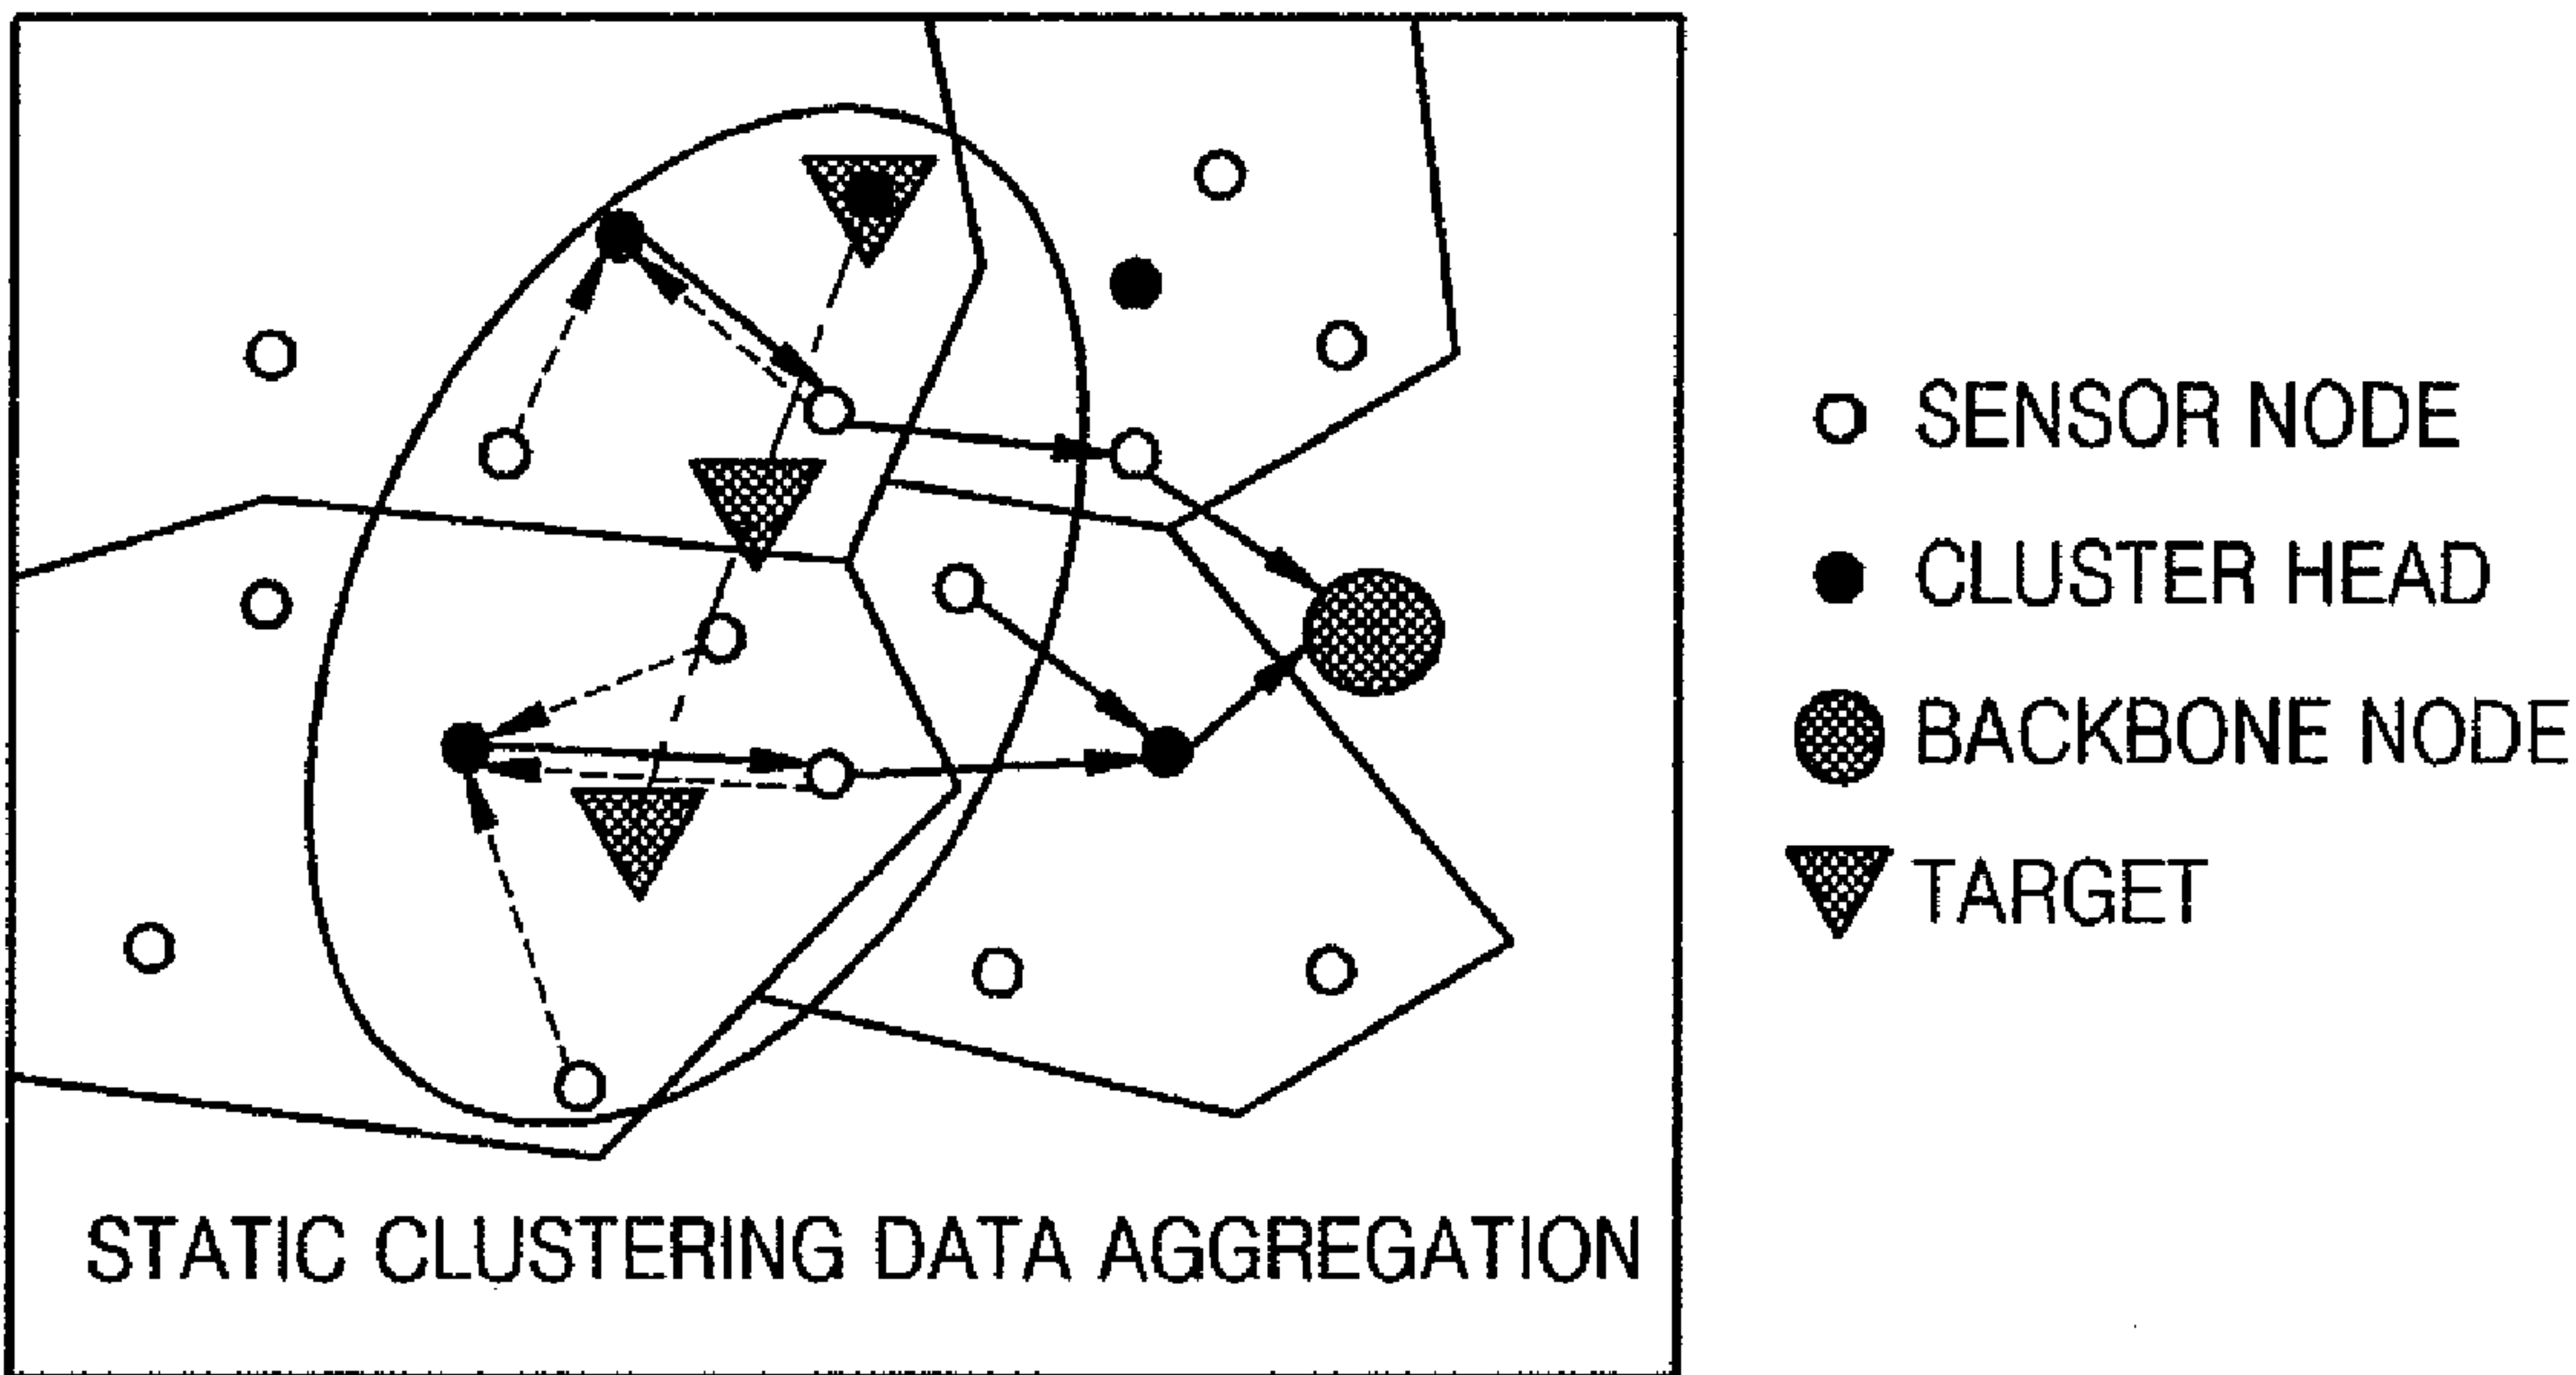 SENSOR NODE
CLUSTER HEAD
BACKBONE NODE
TARGET
STATIC CLUSTERING DATA AGGREGATION